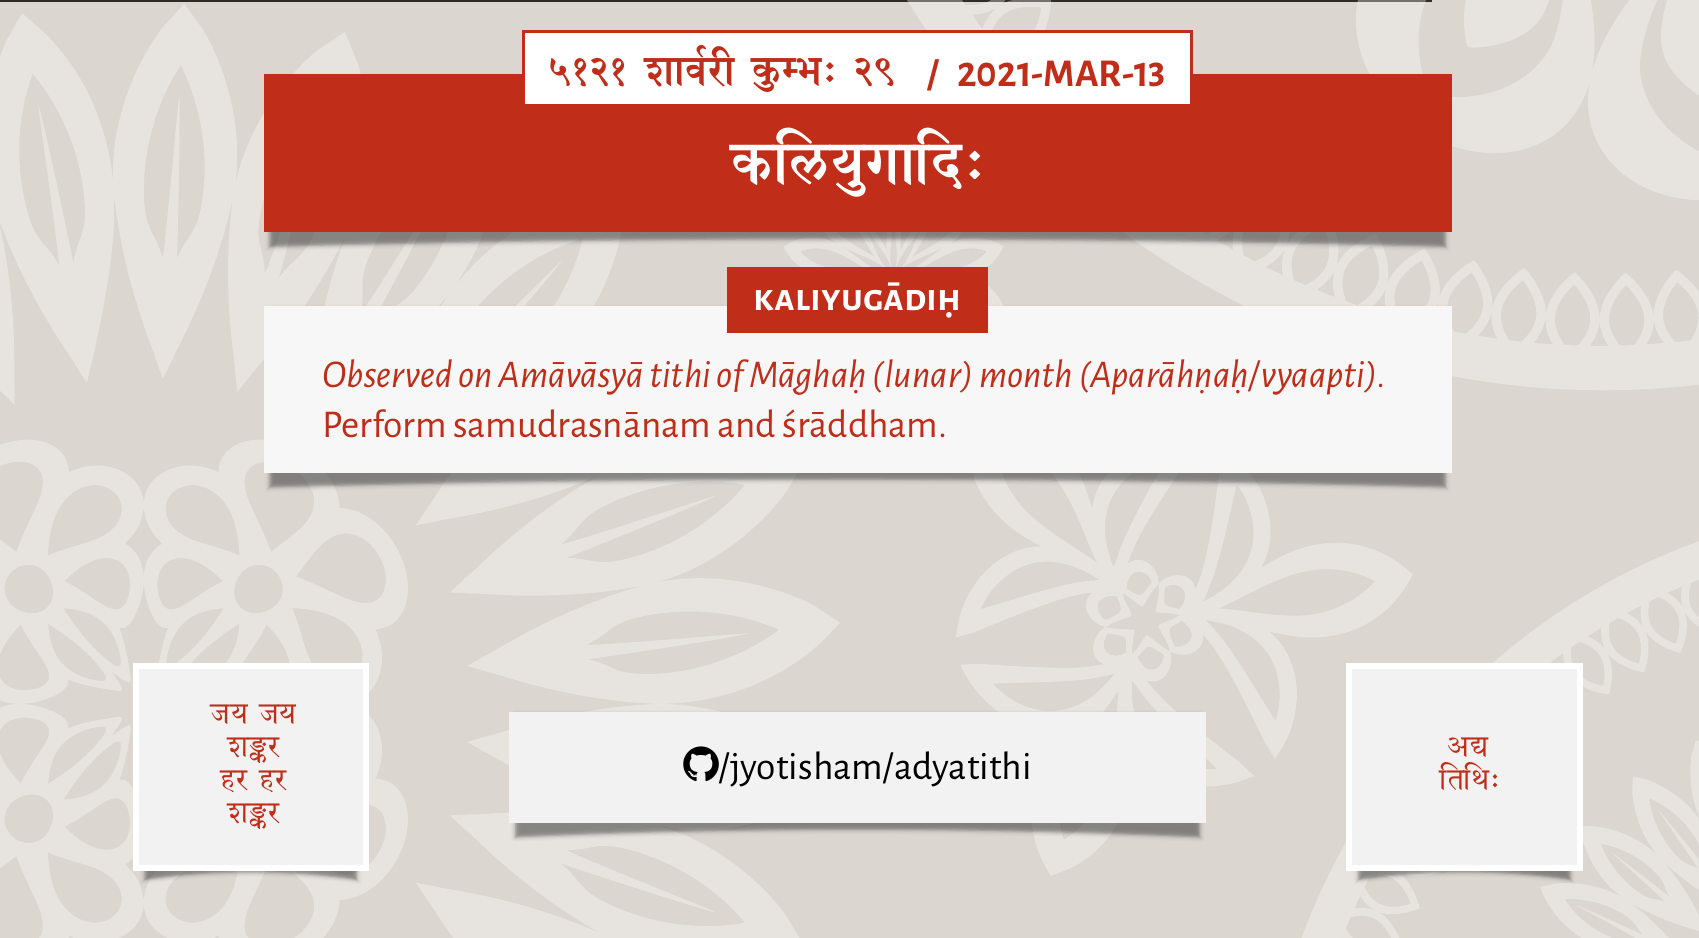 ५१२१ शार्वरी कुम्भः २९ / 2021-MAR-13
कलियुगादिः
KALIYUGĀDIḤ
Observed on Amāvāsyā tithi of Māghaḥ (lunar) month (Aparāhṇaḥ/vyaapti).
Perform samudrasnānam and śrāddham.
जय जय
शङ्कर
हर हर
शङ्कर
/jyotisham/adyatithi
अद्य
तिथिः